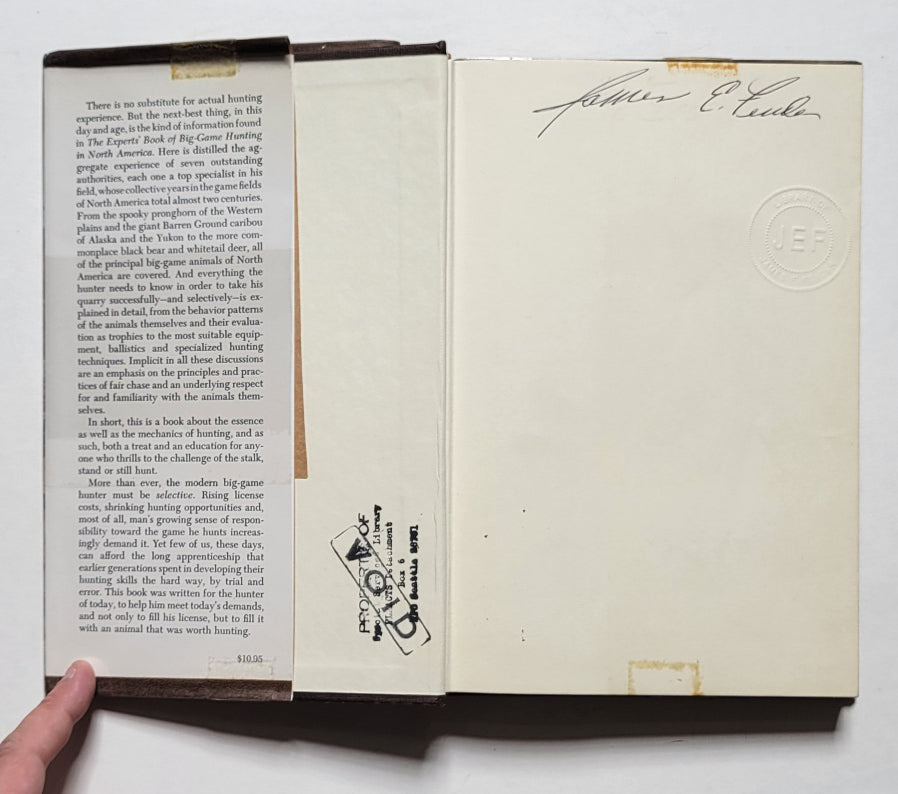 There is no substitute for actual hunting
experience. But the next-best thing, in this
day and age, is the kind of information found
in The Experts' Book of Big-Game Hunting
in North America. Here is distilled the ag-
gregate experience of seven outstanding
authorities, each one a top specialist in his
field, whose collective years in the game fields
of North America total almost two centuries.
From the spooky pronghorn of the Western
plains and the giant Barren Ground caribou
of Alaska and the Yukon to the more com-
monplace black bear and whitetail deer, all
of the principal big-game animals of North
America are covered. And everything the
hunter needs to know in order to take his
quarry successfully—and selectively—is ex-
plained in detail, from the behavior patterns
of the animals themselves and their evalua-
tion as trophies to the most suitable equip-
ment, ballistics and specialized hunting
techniques. Implicit in all these discussions
are an emphasis on the principles and prac-
tices of fair chase and an underlying respect
for and familiarity with the animals them-
selves.
In short, this is a book about the essence
as well as the mechanics of hunting, and as
such, both a treat and an education for any-
one who thrills to the challenge of the stalk,
stand or still hunt.
More than ever, the modern big-game
hunter must be selective. Rising license
costs, shrinking hunting opportunities and,
most of all, man's growing sense of respon-
sibility toward the game he hunts increas-
ingly demand it. Yet few of us, these days,
can afford the long apprenticeship that
earlier generations spent in developing their
hunting skills the hard way, by trial and
error. This book was written for the hunter
of today, to help him meet today's demands,
and not only to fill his license, but to fill it
with an animal that was worth hunting.
$10.95
PROPERTY OF
Library
Detachment
Box 6
Seattle
VOID
James E.
JEF